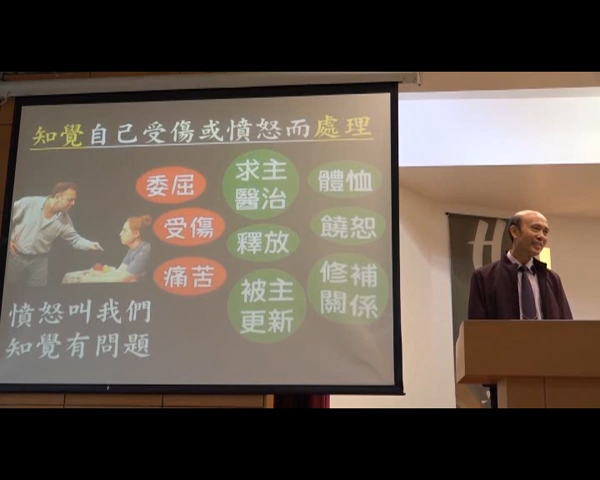 知覺自己受傷或憤怒而處理
委屈
受傷
痛苦
求主
醫治
釋放
被主
更新
體恤
饒恕
修補
關係
憤怒叫我們
知覺有問題
H